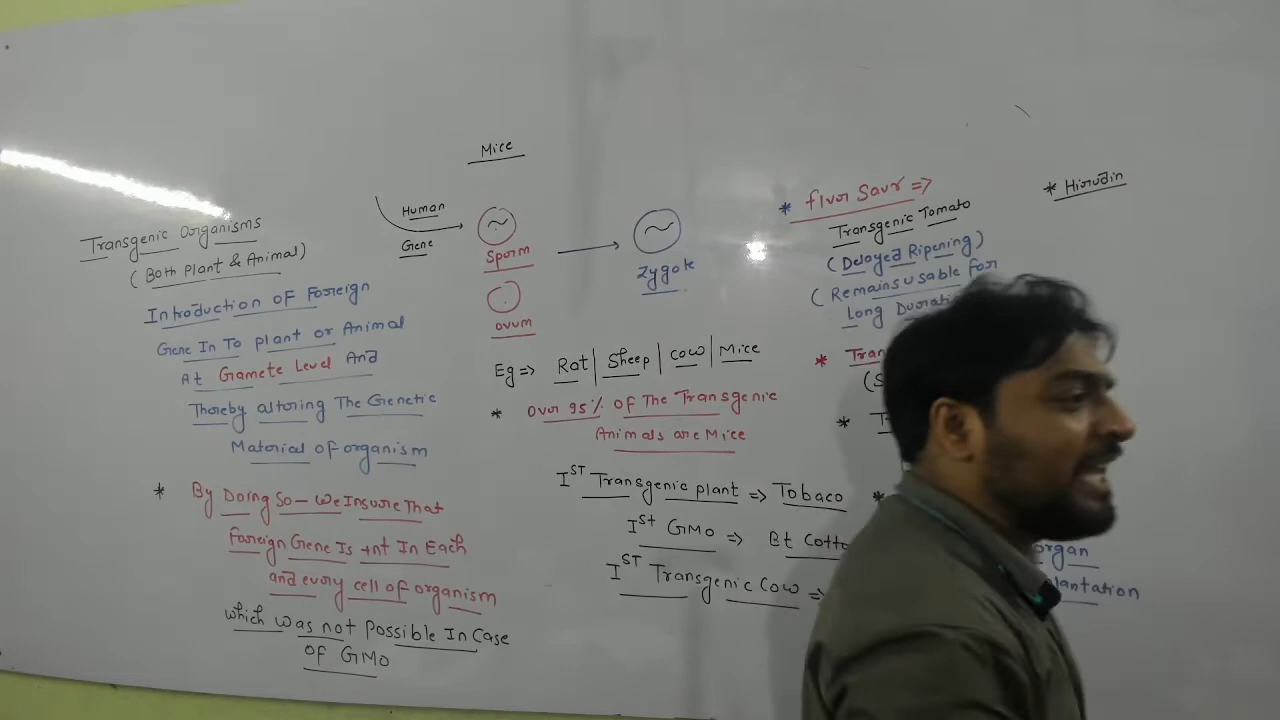 Transgenic Organisms
(Both Plant & Animal)
Introduction OF Foreign
Gene In To plant or Animal
At Gamete Level And
Thereby altoring The Genetic
Material of organism
* By Doing So - We Insure That
foreign Gene Is +nt In Each
and every cell of organism
which was not Possible In Case
OF GMO
Mice
Human
Gene
Sperm
ovum
Zygote
Eg => Rat | Sheep | Cow | Mice
* Over 95% Of The Transgenic
Animals are Mice
IST Transgenic plant => Tobaco
Ist GMO => Bt Cotto
IST Transgenic Cow =>
* flvr Savr =>
Transgenic Tomato
(Delayed Ripening)
(Remains usable For
Long Durati
* Tran
(S
* T
*
organ
plantation
* Hirudin